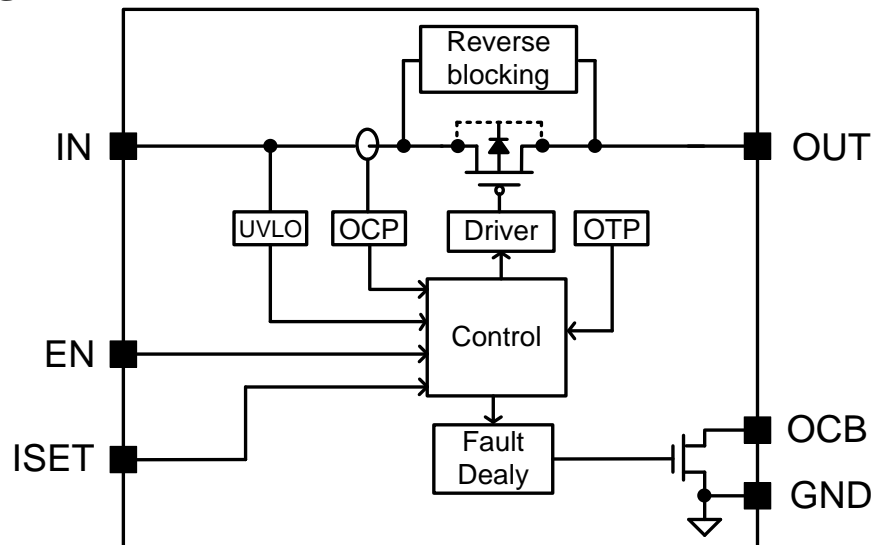 Reverse
blocking
IN
OUT
UVLO
OCP
Driver
OTP
Control
EN
ISET
Fault
Dealy
OCB
GND